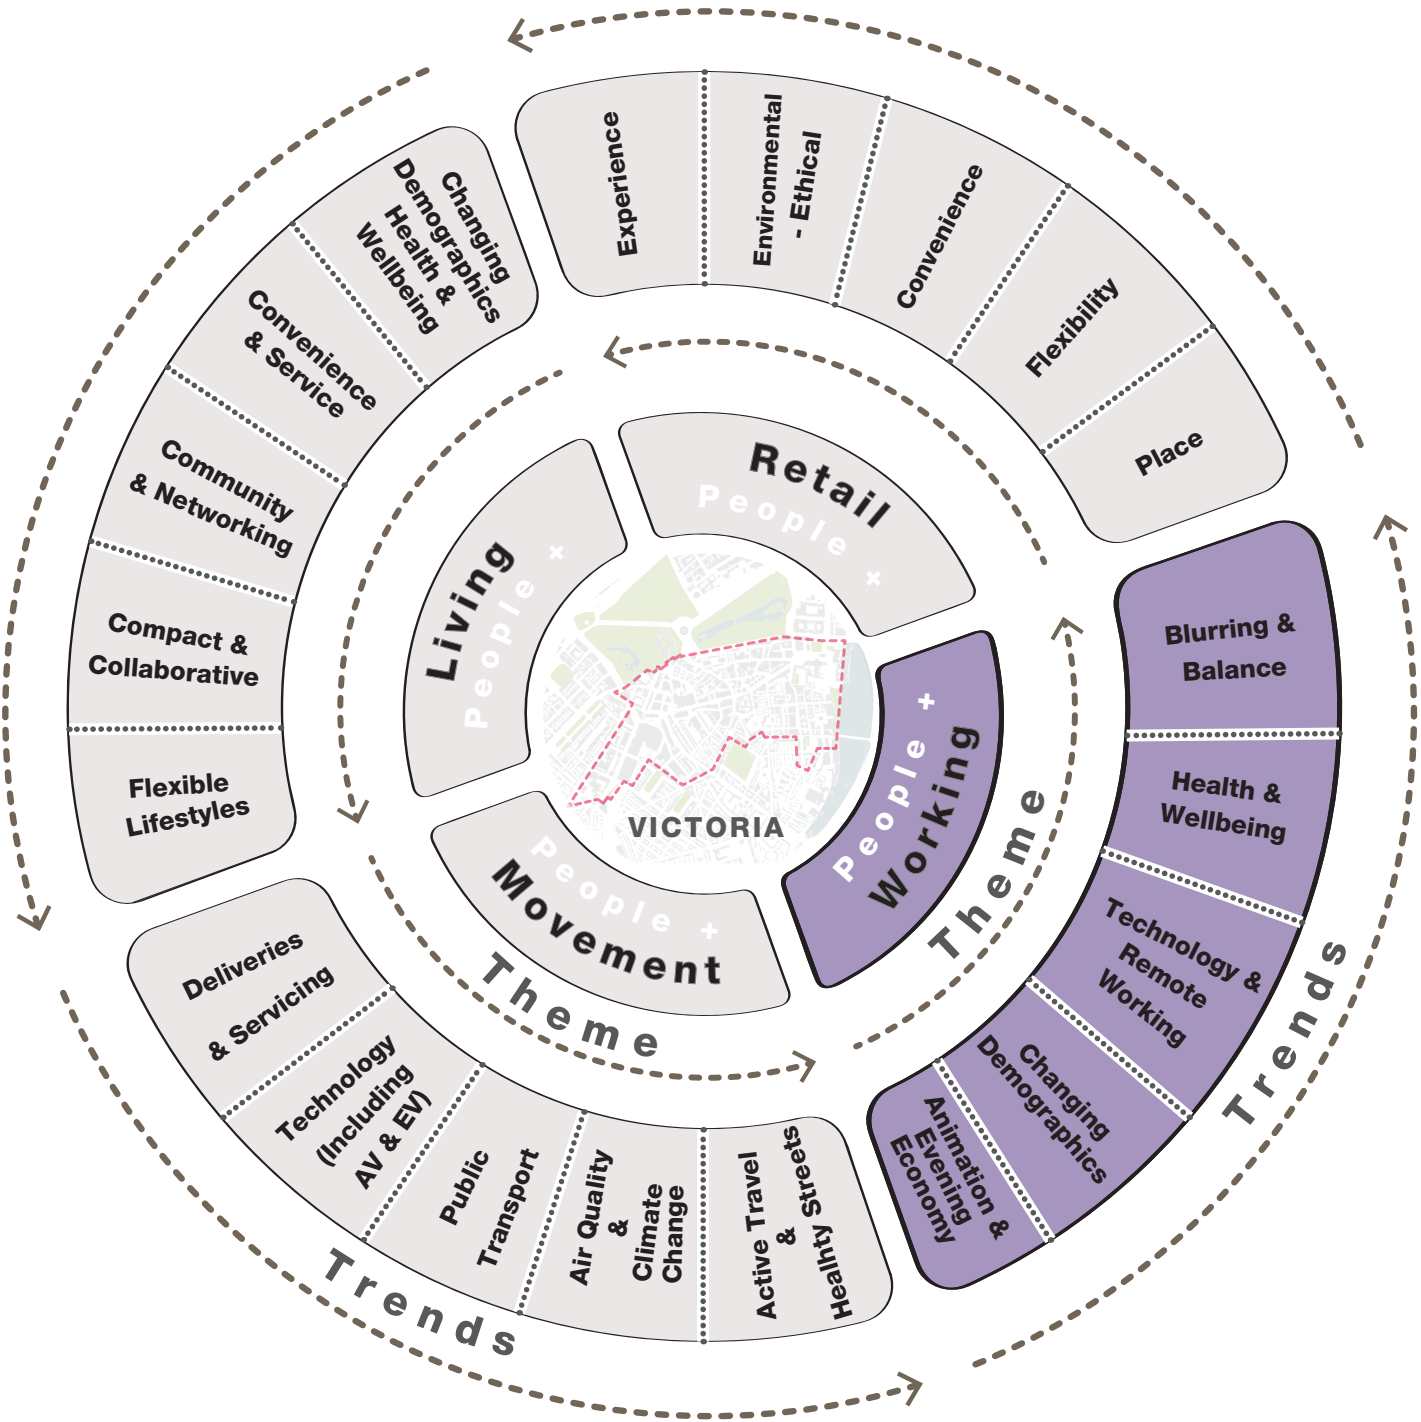 Experience
Environmental
- Ethical
Convenience
Flexibility
Place
Blurring &
Balance
Health &
Wellbeing
Technology &
Remote
Working
Changing
Demographics
Animation &
Evening
Economy
Trends
Active Travel
&
Healhty Streets
Air Quality
&
Climate
Change
Public
Transport
Technology
(Including
AV & EV)
Deliveries
& Servicing
Trends
Flexible
Lifestyles
Compact &
Collaborative
Community
& Networking
Convenience
& Service
Changing
Demographics
Health &
Wellbeing
Retail
People +
People +
Working
Theme
People +
Movement
Theme
Living
People +
VICTORIA